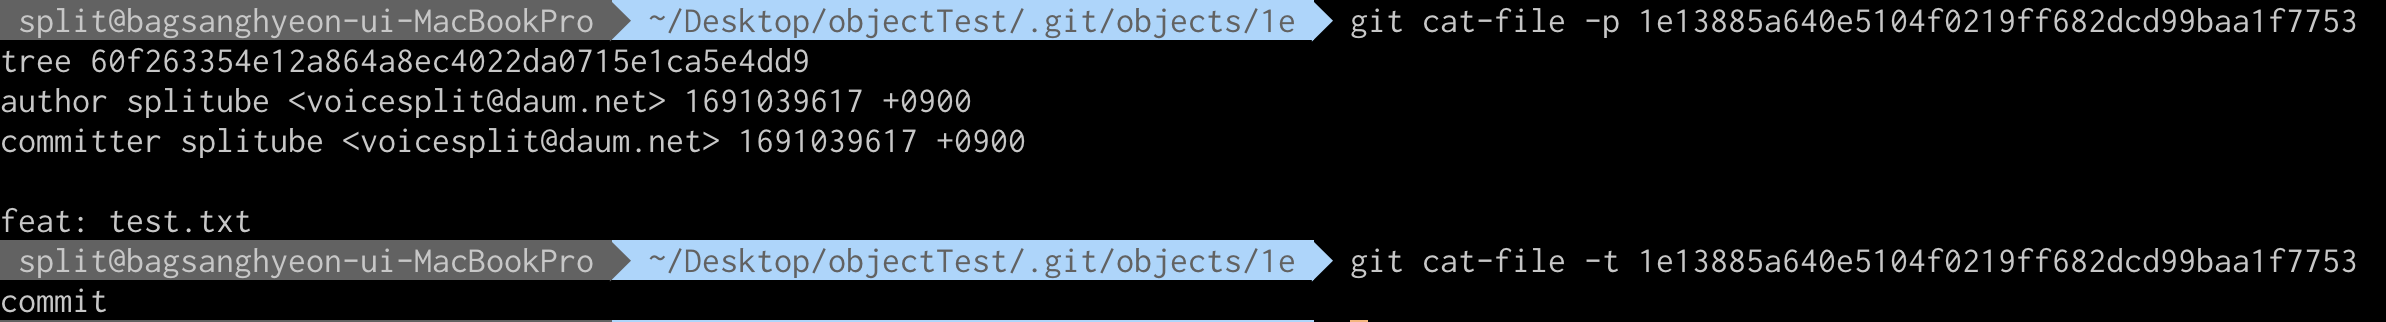 split@bagsanghyeon-ui-MacBookPro ~/Desktop/objectTest/.git/objects/1e git cat-file -p 1e13885a640e5104f0219ff682dcd99baa1f7753
tree 60f263354e12a864a8ec4022da0715e1ca5e4dd9
author splitube <voicesplit@daum.net> 1691039617 +0900
committer splitube <voicesplit@daum.net> 1691039617 +0900
feat: test.txt
split@bagsanghyeon-ui-MacBookPro ~/Desktop/objectTest/.git/objects/1e git cat-file -t 1e13885a640e5104f0219ff682dcd99baa1f7753
commit